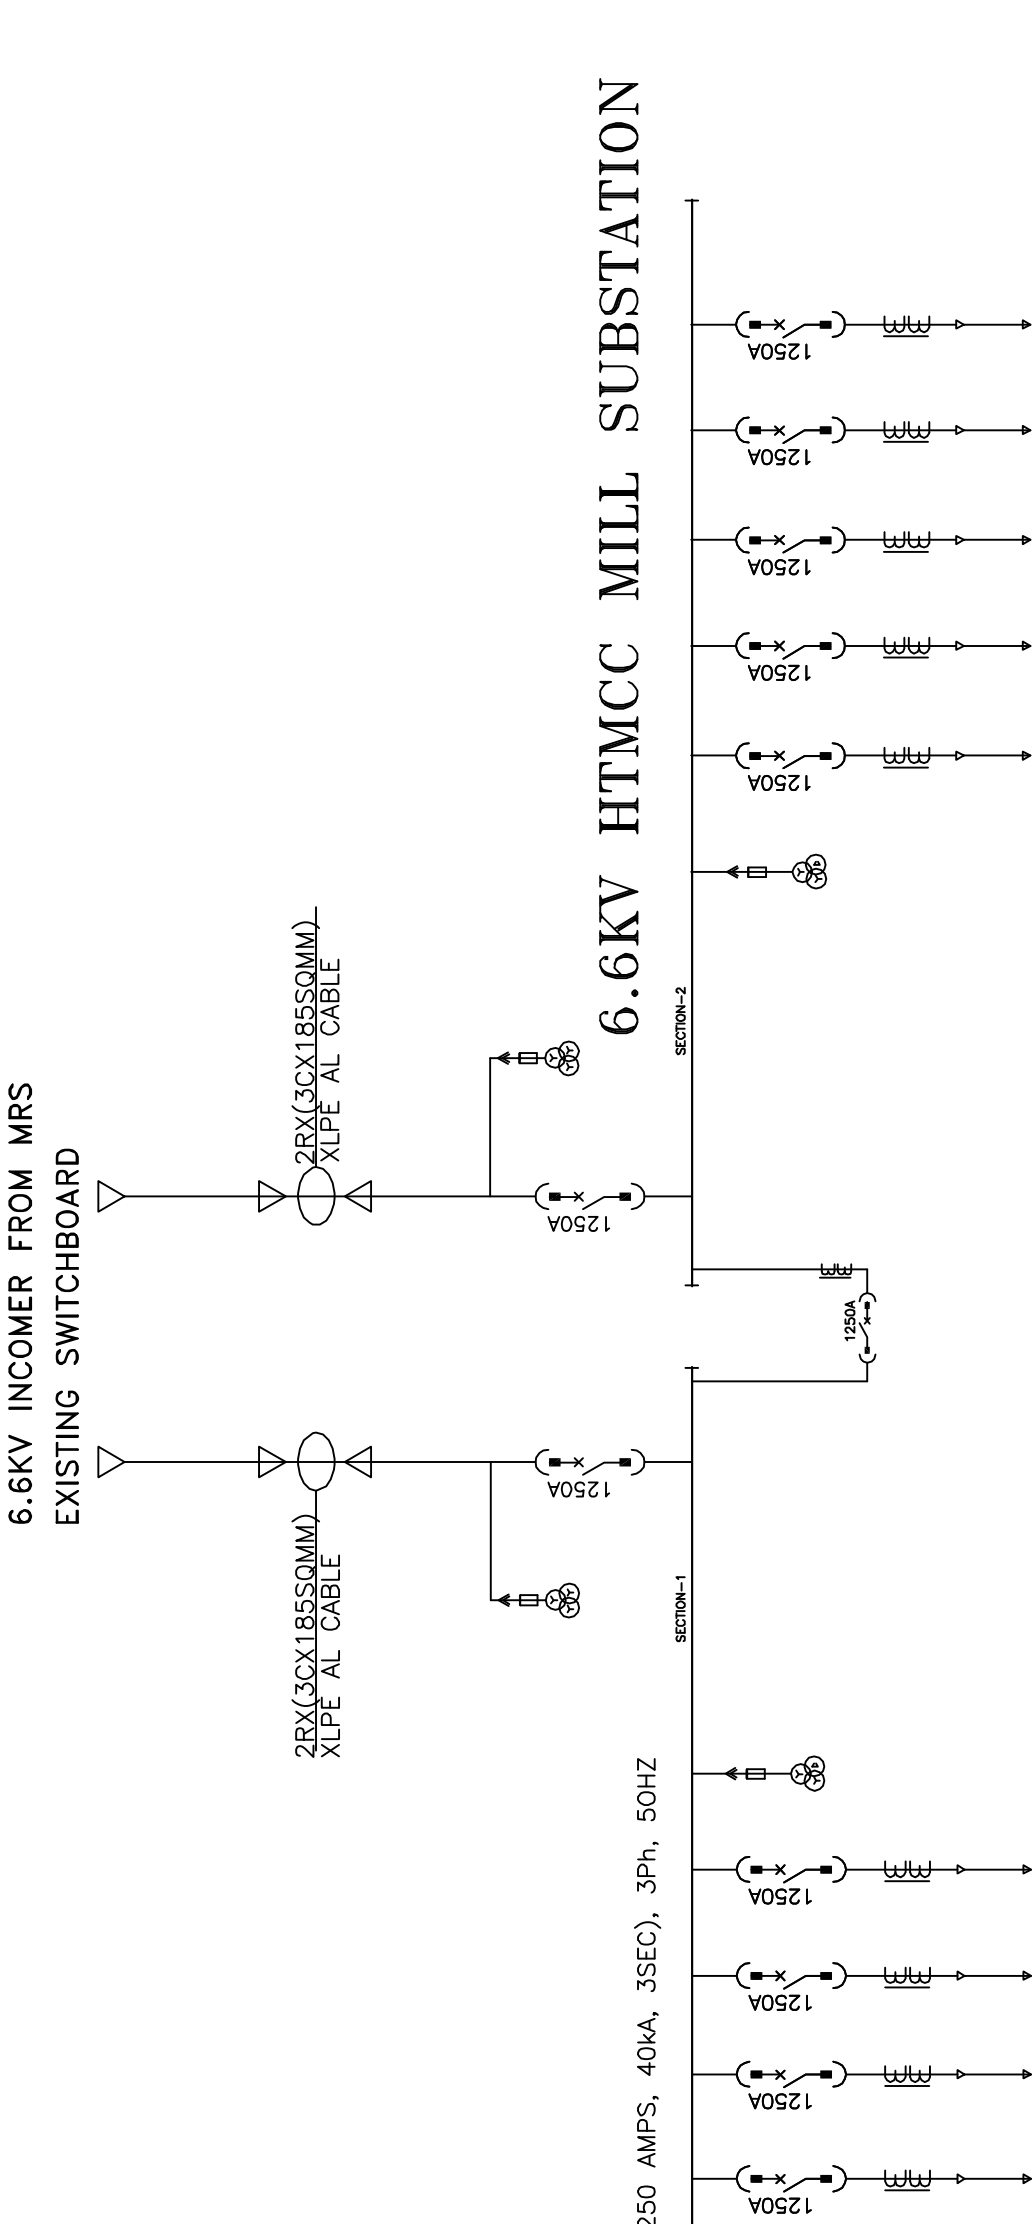 6.6KV INCOMER FROM MRS
EXISTING SWITCHBOARD
2RX(3CX185SQMM)
XLPE AL CABLE
2RX(3CX185SQMM)
XLPE AL CABLE
1250A
1250A
6.6KV HTMCC MILL SUBSTATION
250 AMPS, 40kA, 3SEC), 3Ph, 50HZ
SECTION-1
SECTION-2
1250A
1250A
1250A
1250A
1250A
1250A
1250A
1250A
1250A
1250A